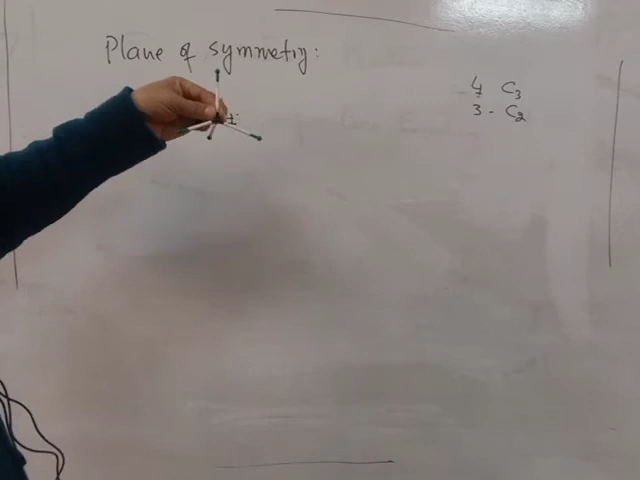 Plane of symmetry:
4 C₃
3 - C₂